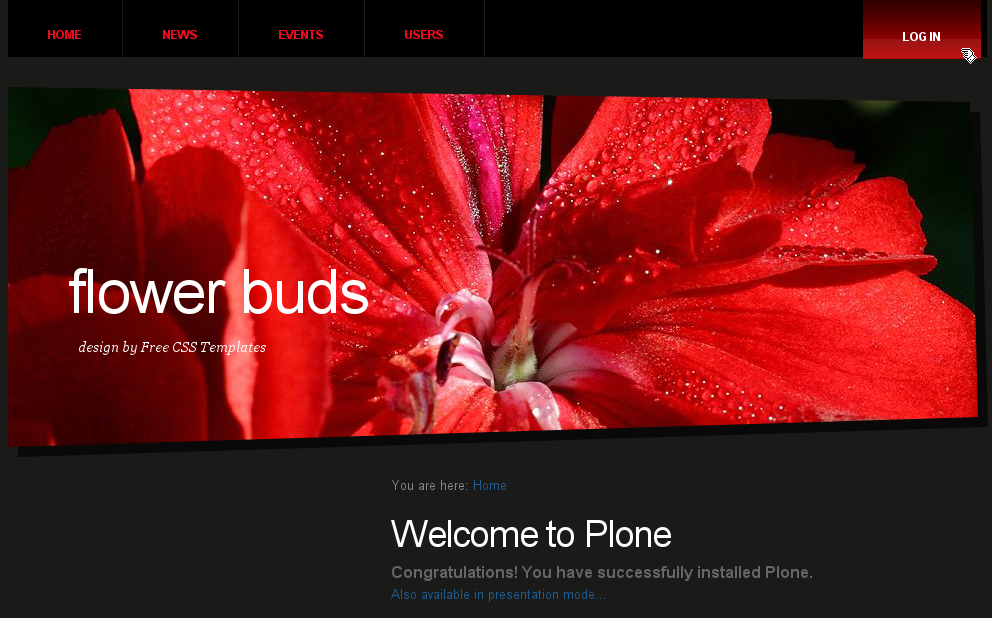 HOME NEWS EVENTS USERS LOG IN
flower buds
design by Free CSS Templates
You are here: Home
Welcome to Plone
Congratulations! You have successfully installed Plone.
Also available in presentation mode...